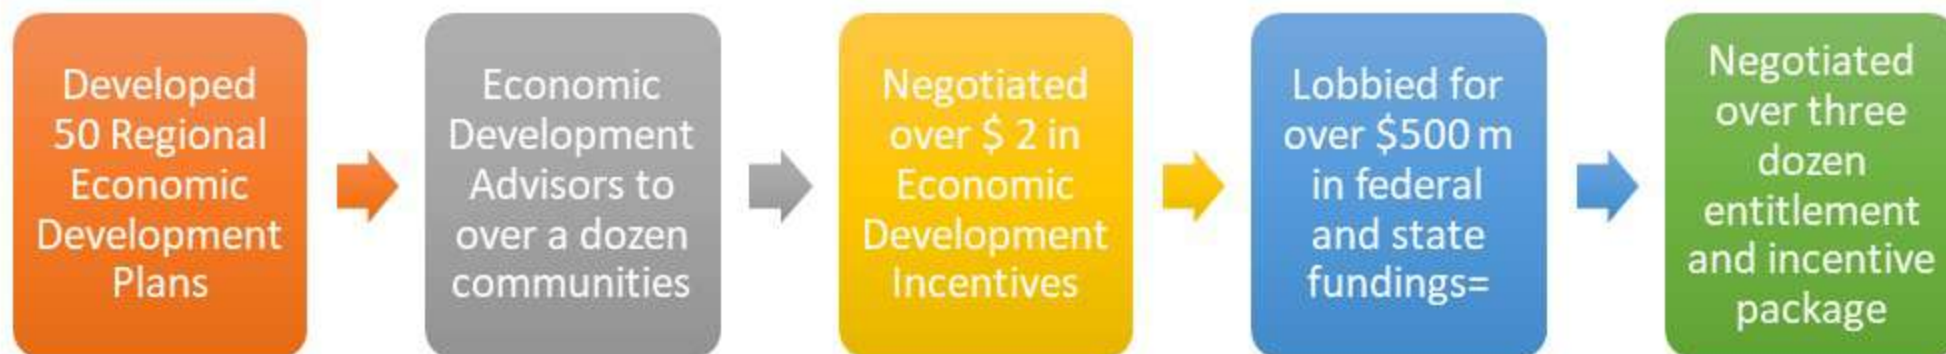 Developed
50 Regional
Economic
Development
Plans
Economic
Development
Advisors to
over a dozen
communities
Negotiated
over $ 2 in
Economic
Development
Incentives
Lobbied for
over $500 m
in federal
and state
fundings=
Negotiated
over three
dozen
entitlement
and incentive
package